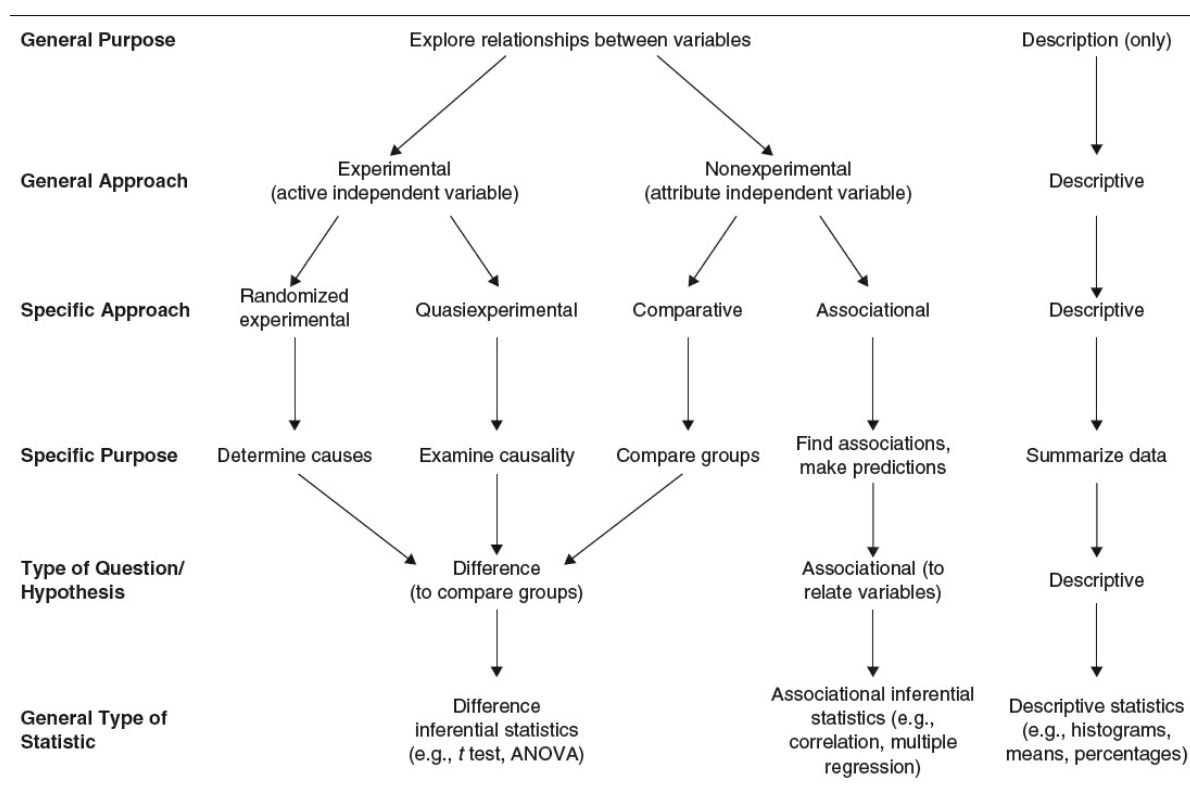 General Purpose
Explore relationships between variables
Description (only)
General Approach
Experimental
(active independent variable)
Nonexperimental
(attribute independent variable)
Descriptive
Specific Approach
Randomized
experimental
Quasiexperimental
Comparative
Associational
Descriptive
Specific Purpose
Determine causes
Examine causality
Compare groups
Find associations,
make predictions
Summarize data
Type of Question/
Hypothesis
Difference
(to compare groups)
Associational (to
relate variables)
Descriptive
General Type of
Statistic
Difference
inferential statistics
(e.g., t test, ANOVA)
Associational inferential
statistics (e.g.,
correlation, multiple
regression)
Descriptive statistics
(e.g., histograms,
means, percentages)